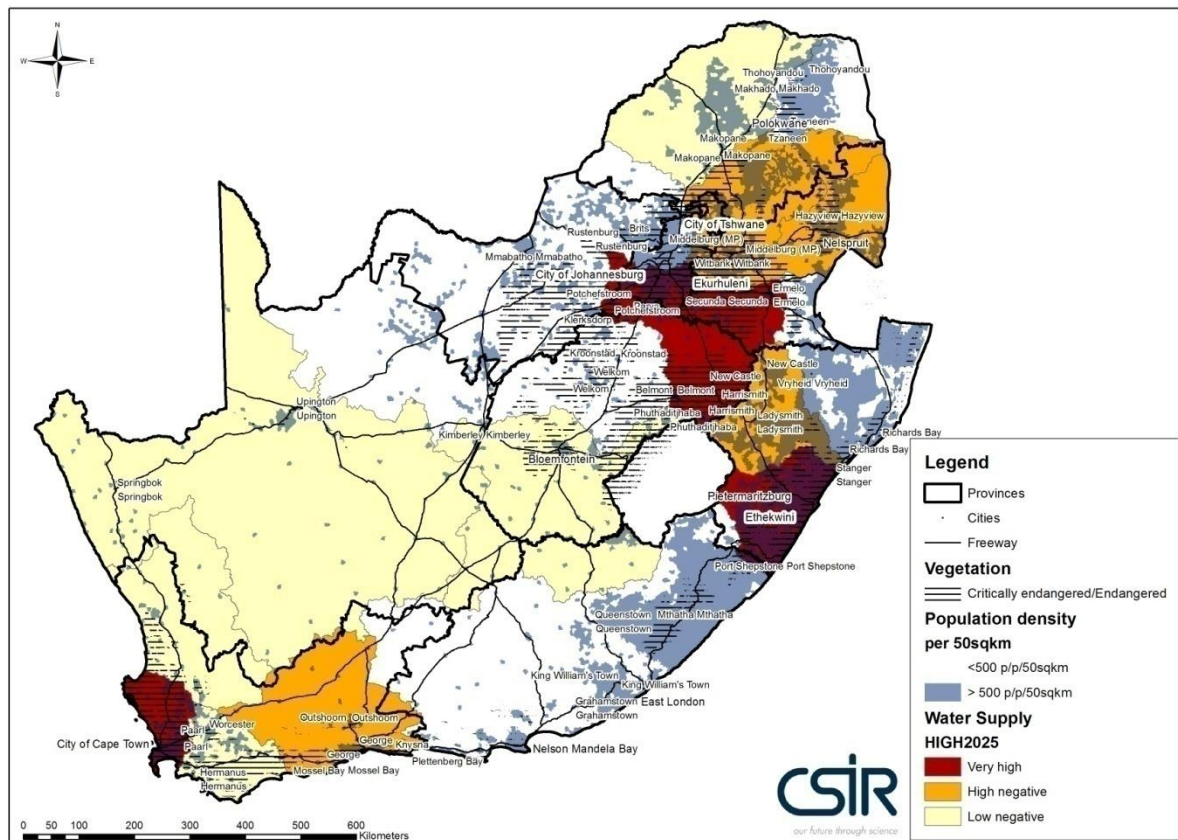 N
W E
S
Thohoyandou Thohoyandou
Makhado Makhado
Polokwane
Tzaneen
Makopane
Makopane Makopane
Hazyview Hazyview
City of Tshwane
Rustenburg Brits
Rustenburg
Middelburg (MP)
Middelburg (MP)
Nelspruit
Mmabatho Mmabatho
Witbank Witbank
City of Johannesburg
Ekurhuleni
Ermelo
Ermelo
Secunda Secunda
Potchefstroom
Potchefstroom
Klerksdorp
Kroonstad Kroonstad
Welkom
Welkom
New Castle
New Castle
Vryheid Vryheid
Belmont Belmont
Harrismith
Harrismith
Ladysmith
Ladysmith
Phuthaditjhaba
Phuthaditjhaba
Upington
Upington
Kimberley Kimberley
Bloemfontein
Richards Bay
Richards Bay
Stanger
Stanger
Springbok
Springbok
Pietermaritzburg
Ethekwini
Port Shepstone Port Shepstone
Queenstown
Queenstown
Mthatha Mthatha
King William's Town
King William's Town
East London
Grahamstown
Grahamstown
Outshoorn Outshoorn
Worcester
Paarl
Paarl
City of Cape Town
George
George
Knysna
Plettenberg Bay
Nelson Mandela Bay
Mossel Bay Mossel Bay
Hermanus
Hermanus
0 50 100 200 300 400 500 600
Kilometers
CSIR
our future through science
Legend
Provinces
Cities
Freeway
Vegetation
Critically endangered/Endangered
Population density
per 50sqkm
<500 p/p/50sqkm
> 500 p/p/50sqkm
Water Supply
HIGH2025
Very high
High negative
Low negative